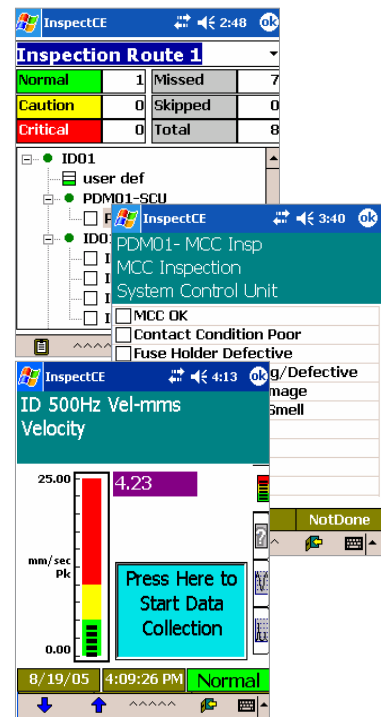 InspectCE 2:48 ok
Inspection Route 1
Normal 1 Missed 7
Caution 0 Skipped 0
Critical 0 Total 8
ID01
user def
PDM01-SCU
InspectCE 3:40 ok
PDM01- MCC Insp
MCC Inspection
System Control Unit
MCC OK
Contact Condition Poor
Fuse Holder Defective
g/Defective
mage
Smell
NotDone
InspectCE 4:13 ok
ID 500Hz Vel-mms
Velocity
25.00
4.23
mm/sec
Pk
Press Here to
Start Data
Collection
0.00
8/19/05 4:09:26 PM Normal